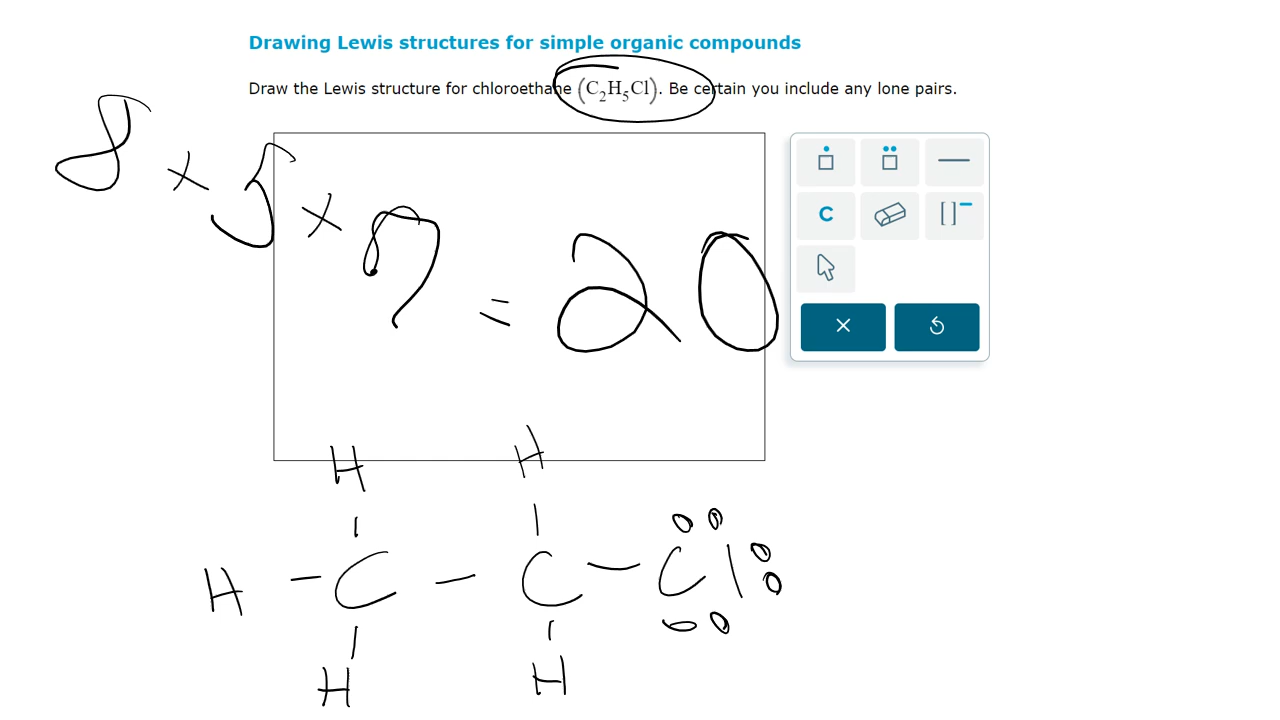 Drawing Lewis structures for simple organic compounds
Draw the Lewis structure for chloroethane (C2H5Cl). Be certain you include any lone pairs.
8 × 5 × 7 = 20
C
[ ]
H H
H - C - C - Cl
H H